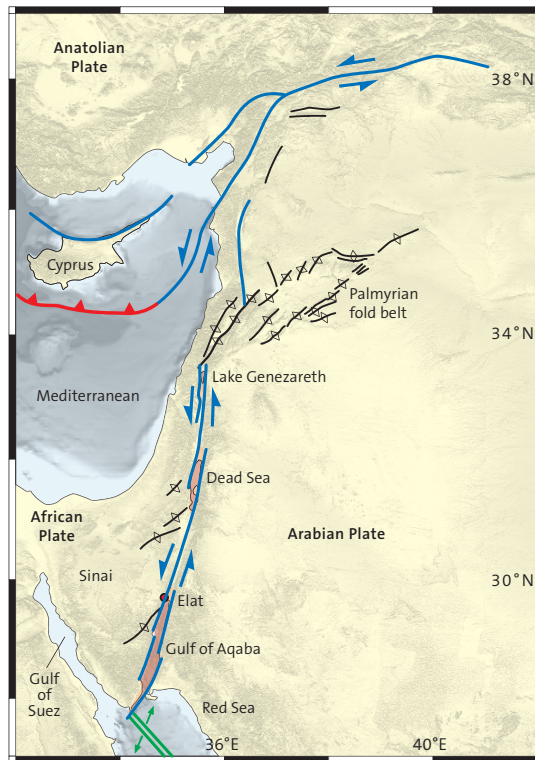 Anatolian
Plate
38°N
Cyprus
Palmyrian
fold belt
34°N
Lake Genezareth
Mediterranean
Dead Sea
African
Plate
Arabian Plate
Sinai
30°N
Elat
Gulf of Aqaba
Gulf
of
Suez
Red Sea
36°E
40°E